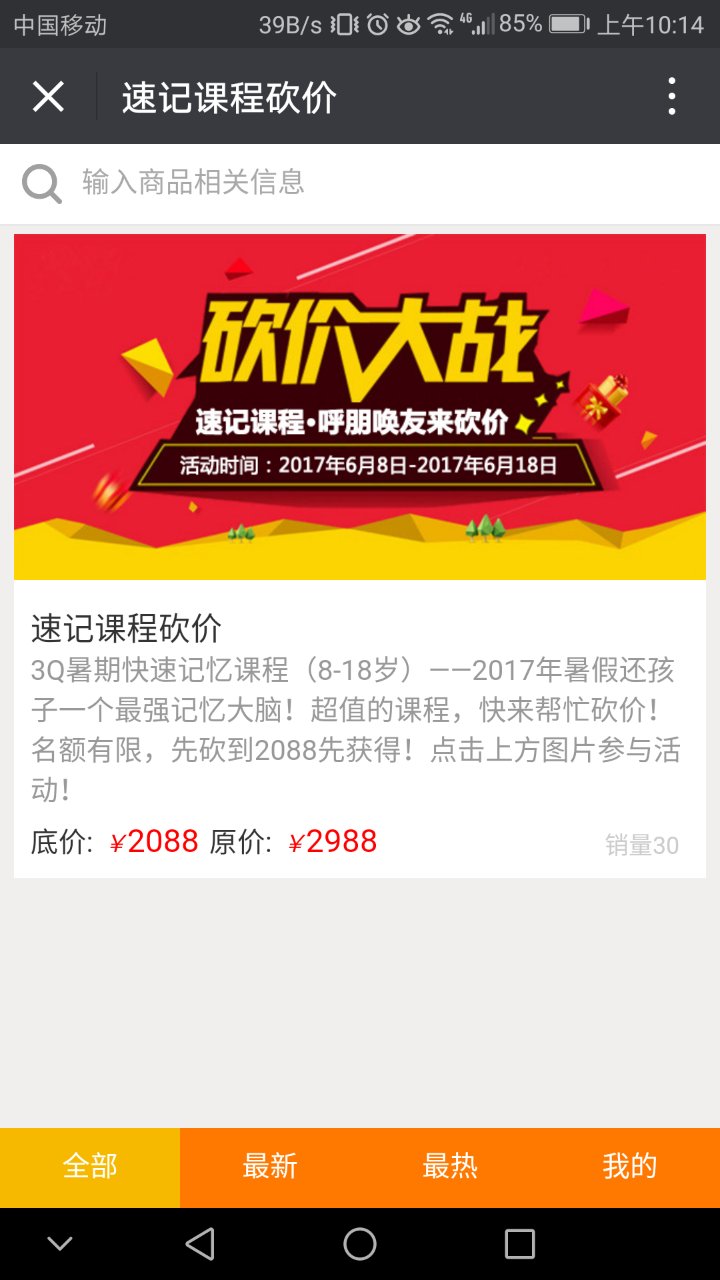 中国移动 39B/s 4G 85% 上午10:14
速记课程砍价
输入商品相关信息
砍价大战
速记课程·呼朋唤友来砍价
活动时间：2017年6月8日-2017年6月18日
速记课程砍价
3Q暑期快速记忆课程（8-18岁）——2017年暑假还孩
子一个最强记忆大脑！超值的课程，快来帮忙砍价！
名额有限，先砍到2088先获得！点击上方图片参与活
动！
底价: ¥2088 原价: ¥2988 销量30
全部 最新 最热 我的